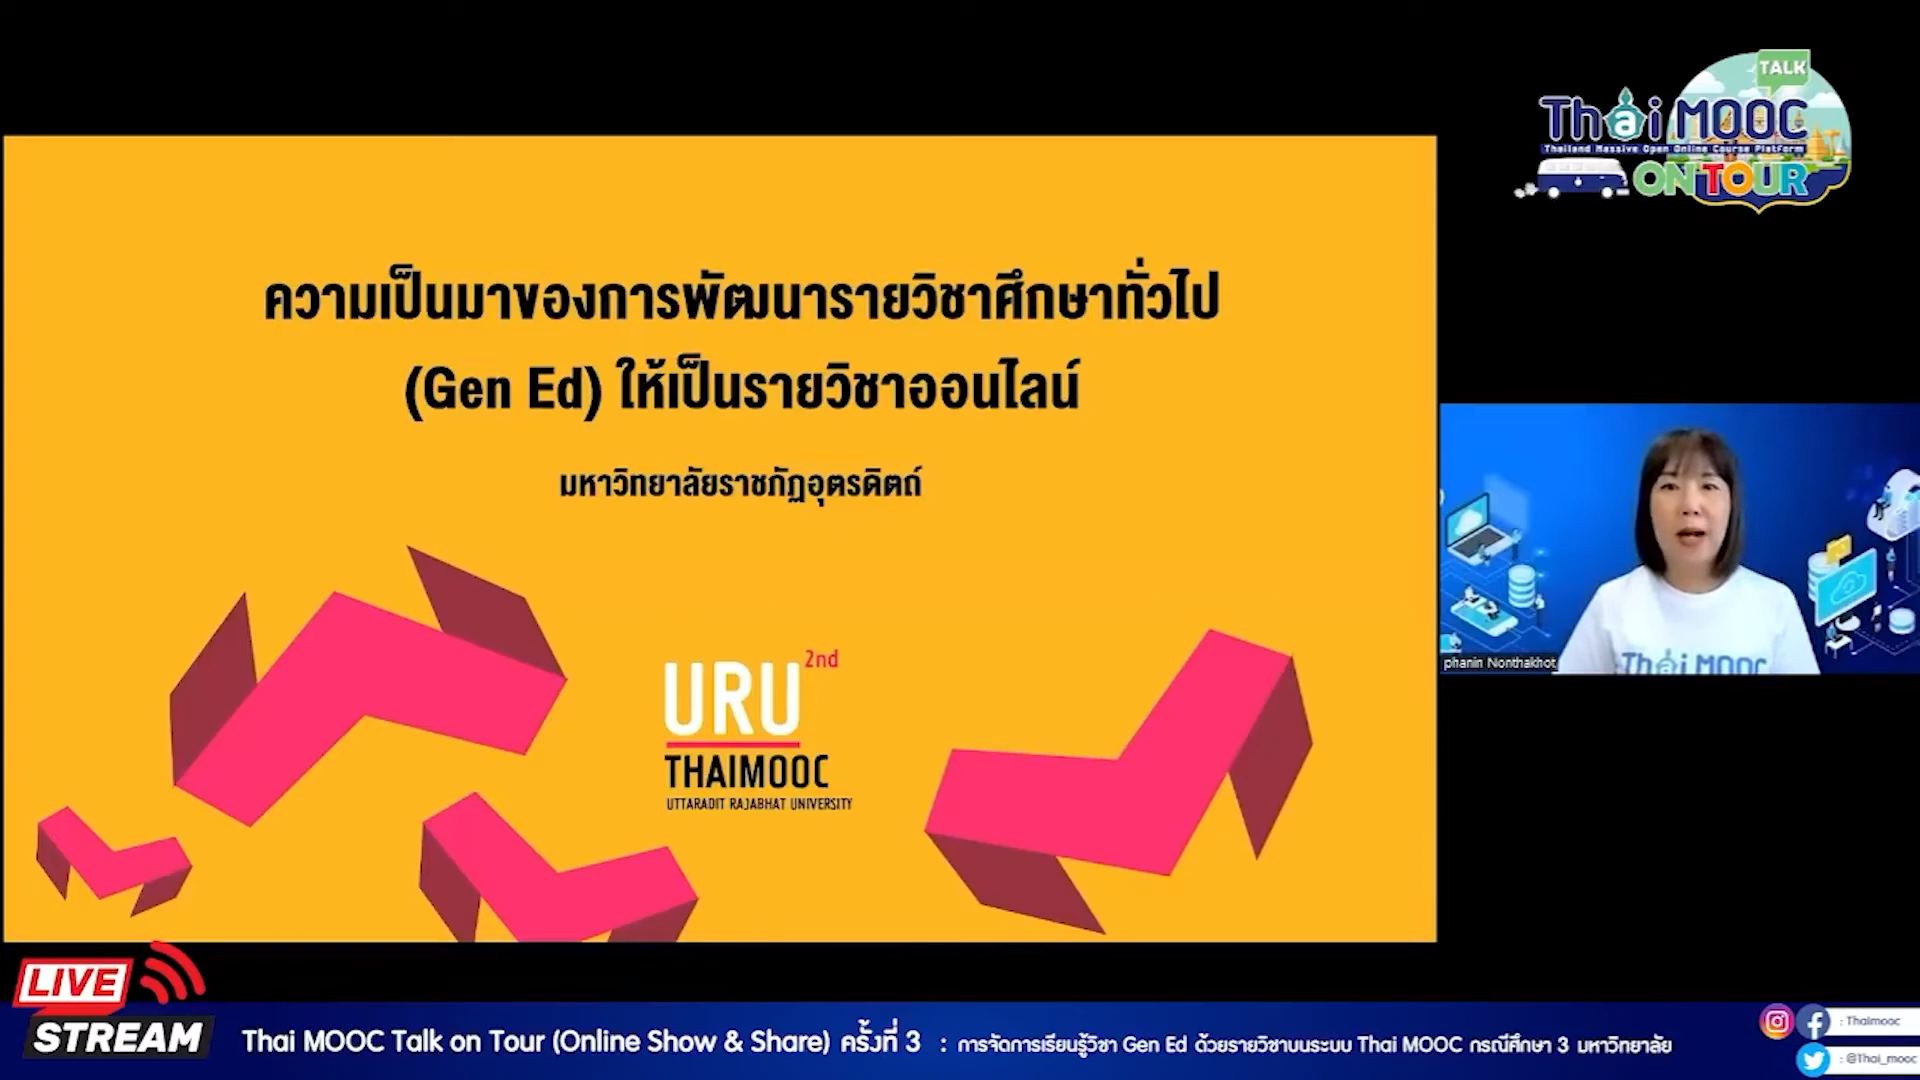 TALK
Thai MOOC
Thailand Massive Open Online Course Platform
ON TOUR
ความเป็นมาของการพัฒนารายวิชาศึกษาทั่วไป
(Gen Ed) ให้เป็นรายวิชาออนไลน์
มหาวิทยาลัยราชภัฏอุตรดิตถ์
URU 2nd
THAIMOOC
UTTARADIT RAJABHAT UNIVERSITY
phanin Nonthakhot
Thai MOOC
LIVE
STREAM
Thai MOOC Talk on Tour (Online Show & Share) ครั้งที่ 3 : การจัดการเรียนรู้วิชา Gen Ed ด้วยรายวิชาบนระบบ Thai MOOC กรณีศึกษา 3 มหาวิทยาลัย
: Thaimooc
: @Thai_mooc